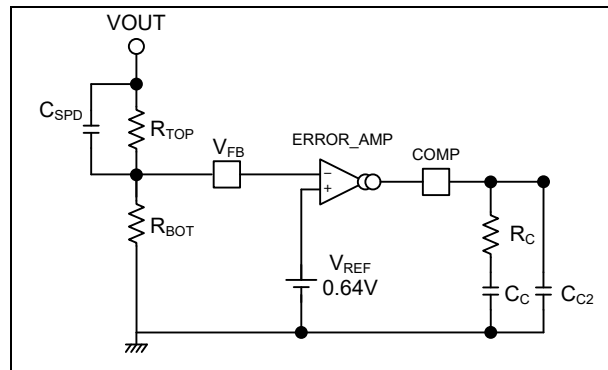 VOUT
CSPD
RTOP
VFB
ERROR_AMP
COMP
−
+
RBOT
RC
VREF
0.64V
CC
CC2